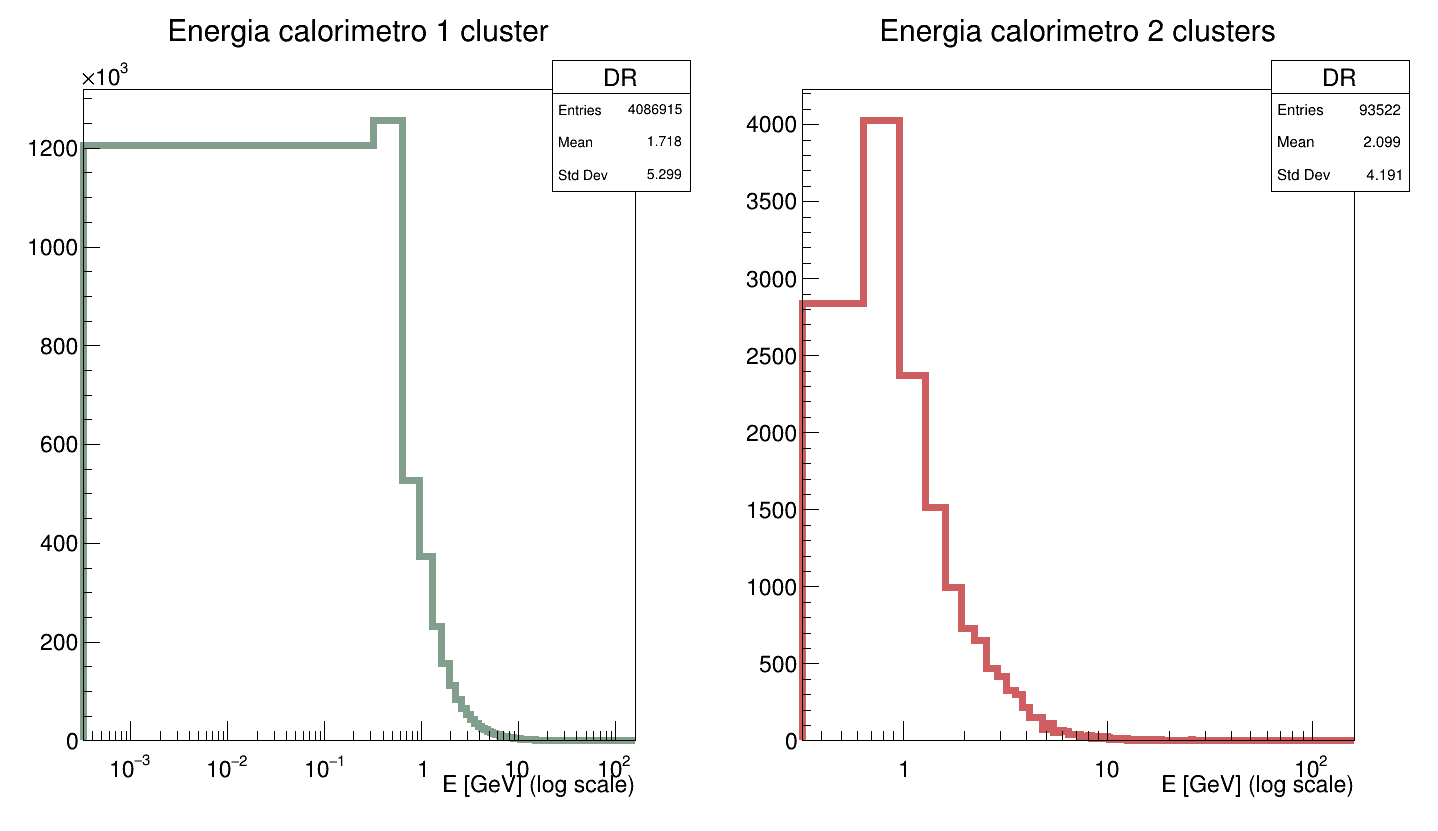 Energia calorimetro 1 cluster
×10³
DR
Entries 4086915
Mean 1.718
Std Dev 5.299
1200
1000
800
600
400
200
0
10⁻³ 10⁻² 10⁻¹ 1 10 10²
E [GeV] (log scale)
Energia calorimetro 2 clusters
DR
Entries 93522
Mean 2.099
Std Dev 4.191
4000
3500
3000
2500
2000
1500
1000
500
0
1 10 10²
E [GeV] (log scale)